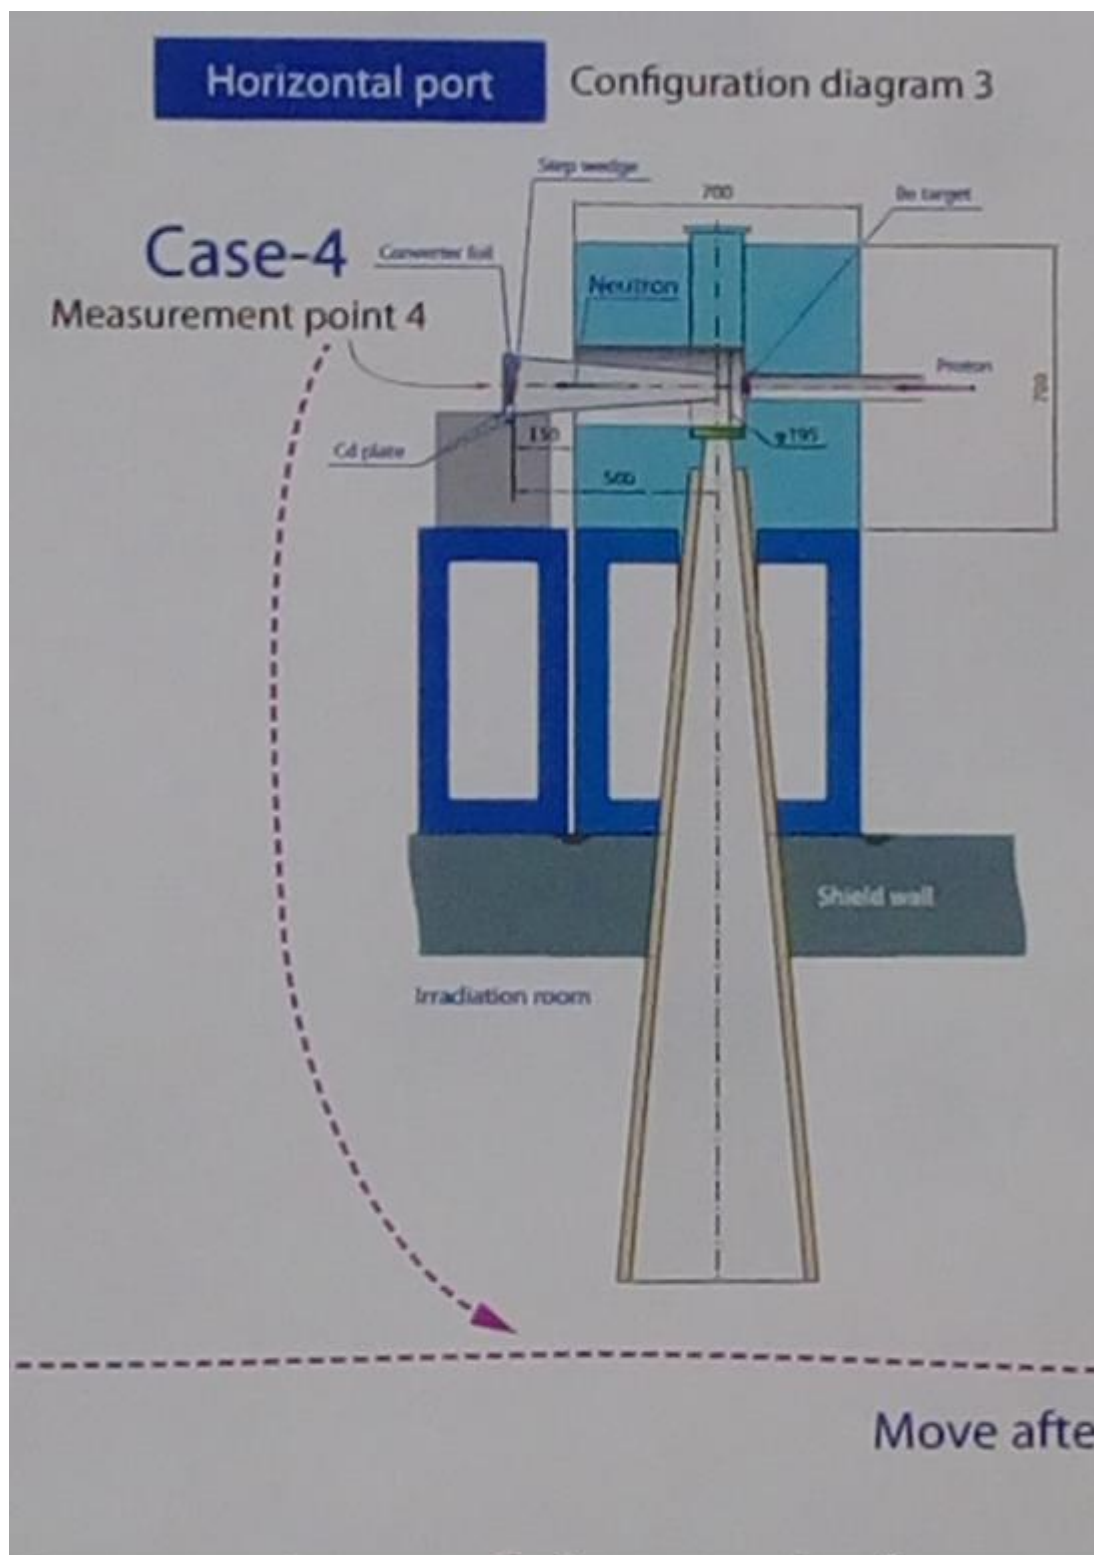 Horizontal port
Configuration diagram 3
Step wedge
700
Be target
Case-4
Converter foil
Neutron
Measurement point 4
Proton
700
150
φ195
Cd plate
500
Shield wall
Irradiation room
Move afte